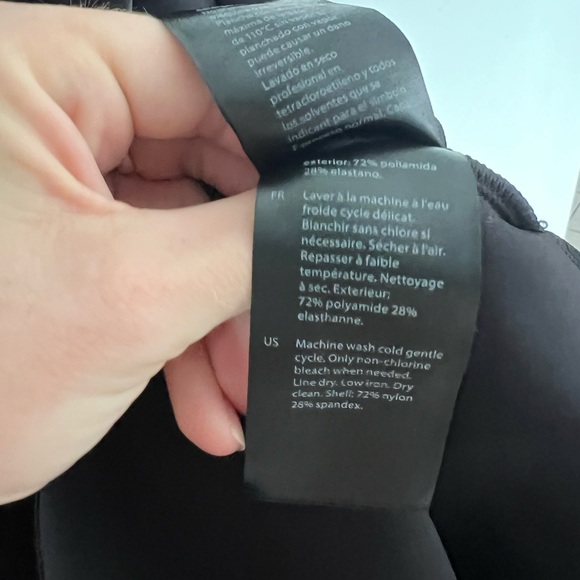 máxima de
de 110°C, sin
planchado con vapor
puede causar un daño
irreversible.
Lavado en seco
profesional en
tetracloroetileno y todos
los solventes que se
indican para el símbolo
normal.
exterior: 72% poliamida
28% elastano.
FR Laver à la machine à l'eau
froide cycle délicat.
Blanchir sans chlore si
nécessaire. Sécher à l'air.
Repasser à faible
température. Nettoyage
à sec. Exterieur:
72% polyamide 28%
elasthanne.
US Machine wash cold gentle
cycle. Only non-chlorine
bleach when needed.
Line dry. Low iron. Dry
clean. Shell: 72% nylon
28% spandex.